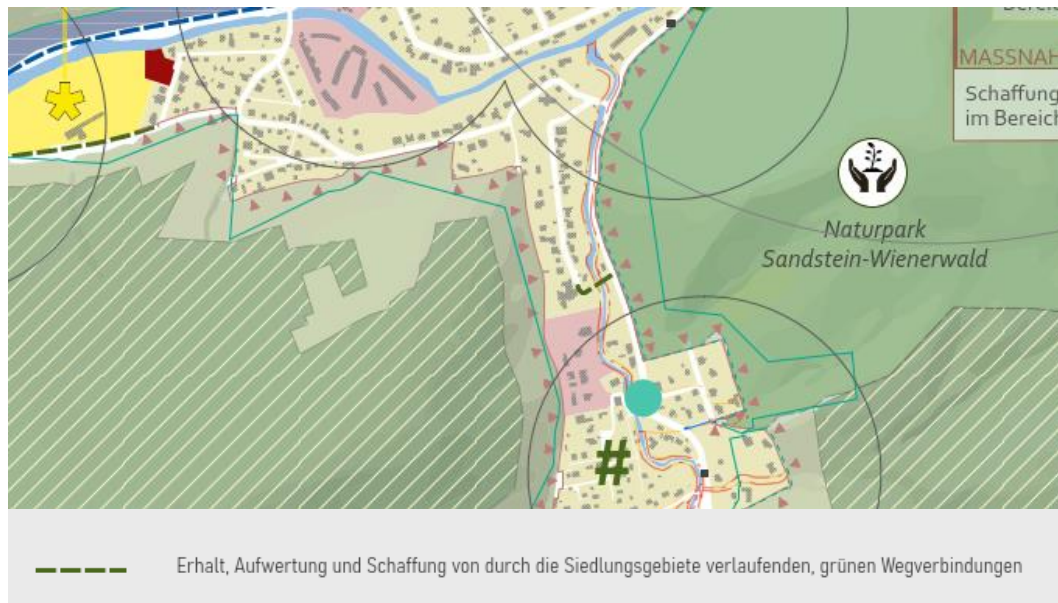 MASSNAH
Schaffung
im Bereich
Naturpark
Sandstein-Wienerwald
#
Erhalt, Aufwertung und Schaffung von durch die Siedlungsgebiete verlaufenden, grünen Wegverbindungen